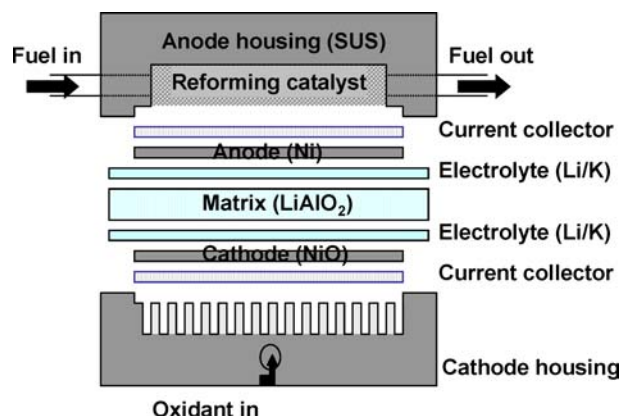 Anode housing (SUS)
Fuel in
Fuel out
Reforming catalyst
Current collector
Anode (Ni)
Electrolyte (Li/K)
Matrix (LiAlO₂)
Electrolyte (Li/K)
Cathode (NiO)
Current collector
Cathode housing
Oxidant in